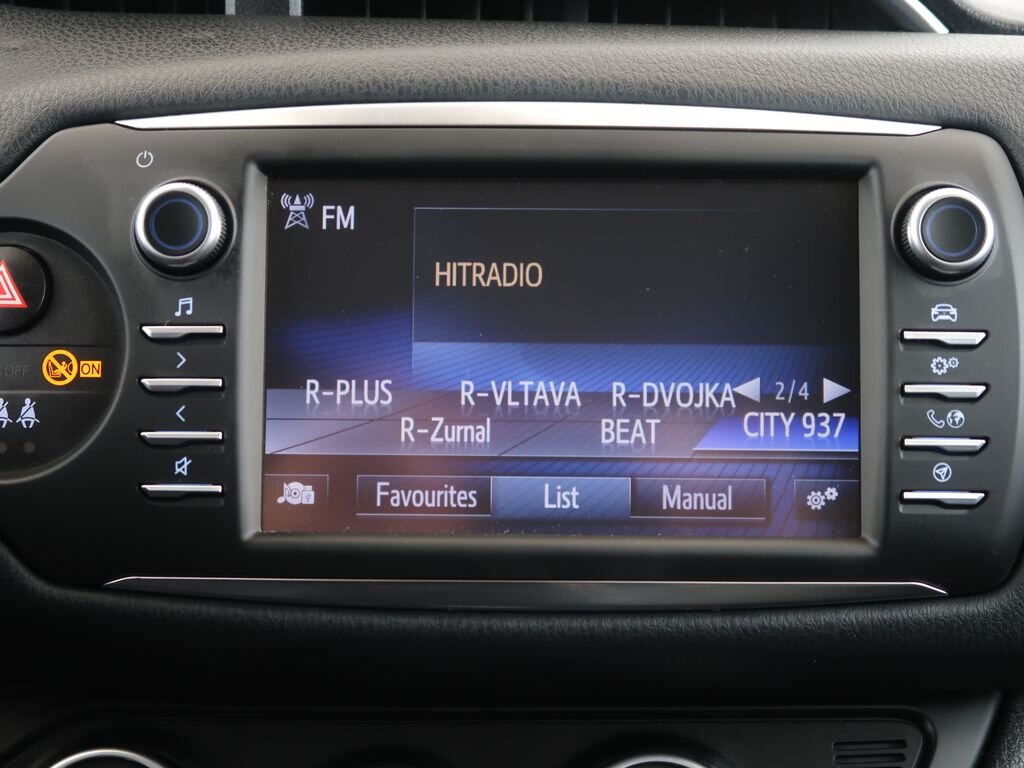 FM
HITRADIO
R-PLUS R-VLTAVA R-DVOJKA 2/4
R-Zurnal BEAT CITY 937
Favourites List Manual
OFF
ON